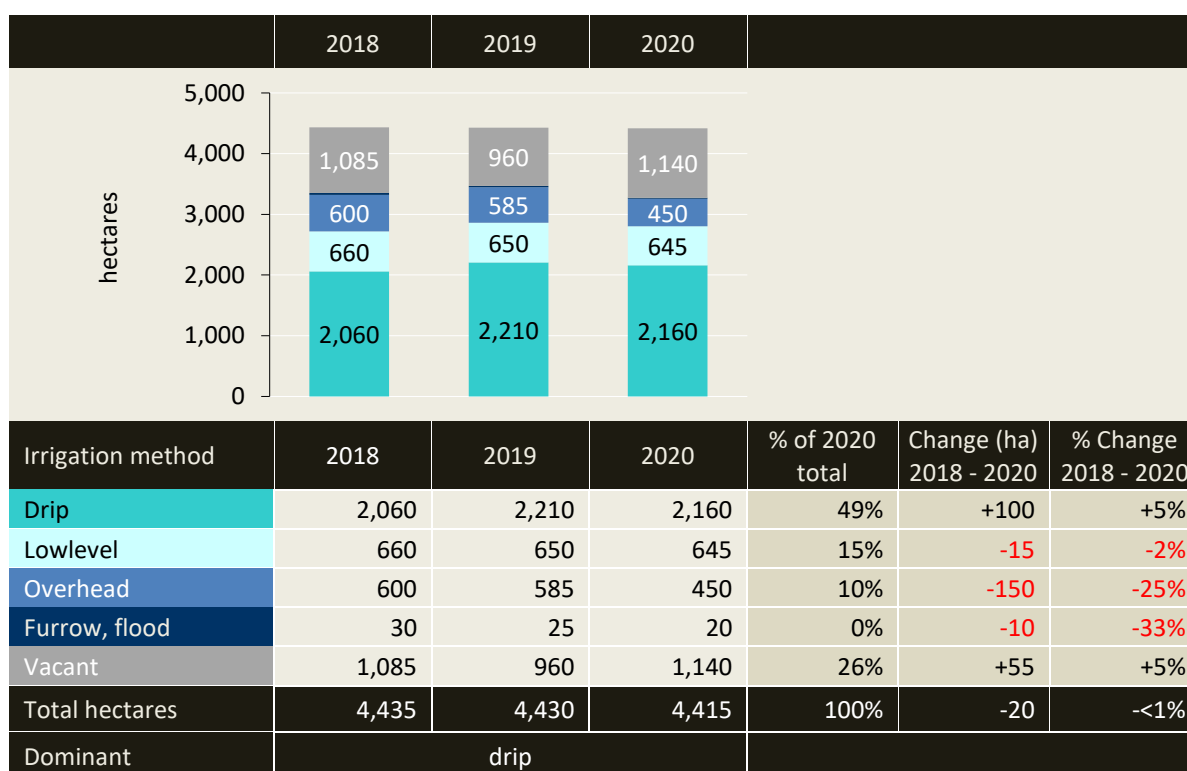 2018 2019 2020
5,000
4,000
3,000
2,000
1,000
0
hectares
1,085 960 1,140
600 585 450
660 650 645
2,060 2,210 2,160
Irrigation method 2018 2019 2020 % of 2020 total Change (ha) 2018 - 2020 % Change 2018 - 2020
Drip 2,060 2,210 2,160 49% +100 +5%
Lowlevel 660 650 645 15% -15 -2%
Overhead 600 585 450 10% -150 -25%
Furrow, flood 30 25 20 0% -10 -33%
Vacant 1,085 960 1,140 26% +55 +5%
Total hectares 4,435 4,430 4,415 100% -20 -<1%
Dominant drip